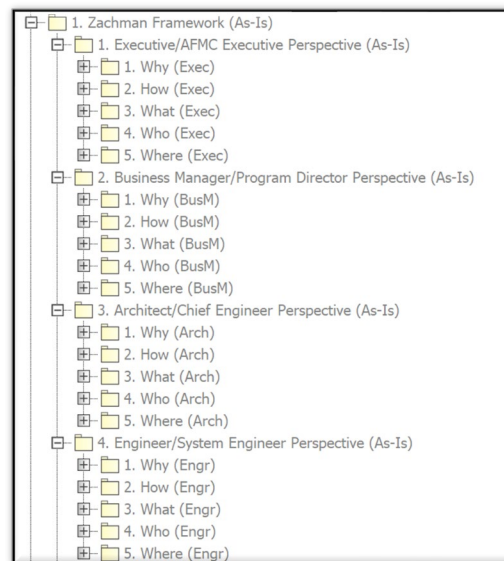 1. Zachman Framework (As-Is)
1. Executive/AFMC Executive Perspective (As-Is)
1. Why (Exec)
2. How (Exec)
3. What (Exec)
4. Who (Exec)
5. Where (Exec)
2. Business Manager/Program Director Perspective (As-Is)
1. Why (BusM)
2. How (BusM)
3. What (BusM)
4. Who (BusM)
5. Where (BusM)
3. Architect/Chief Engineer Perspective (As-Is)
1. Why (Arch)
2. How (Arch)
3. What (Arch)
4. Who (Arch)
5. Where (Arch)
4. Engineer/System Engineer Perspective (As-Is)
1. Why (Engr)
2. How (Engr)
3. What (Engr)
4. Who (Engr)
5. Where (Engr)